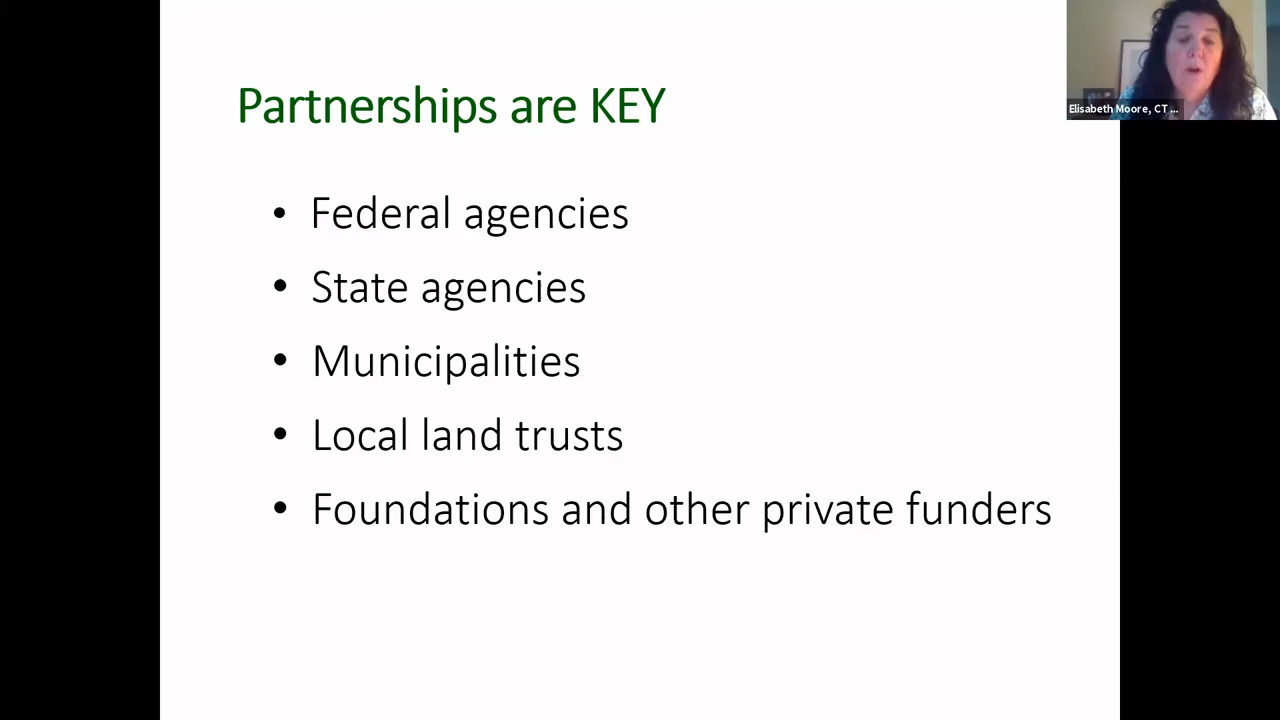 Partnerships are KEY
• Federal agencies
• State agencies
• Municipalities
• Local land trusts
• Foundations and other private funders
Elisabeth Moore, CT ...